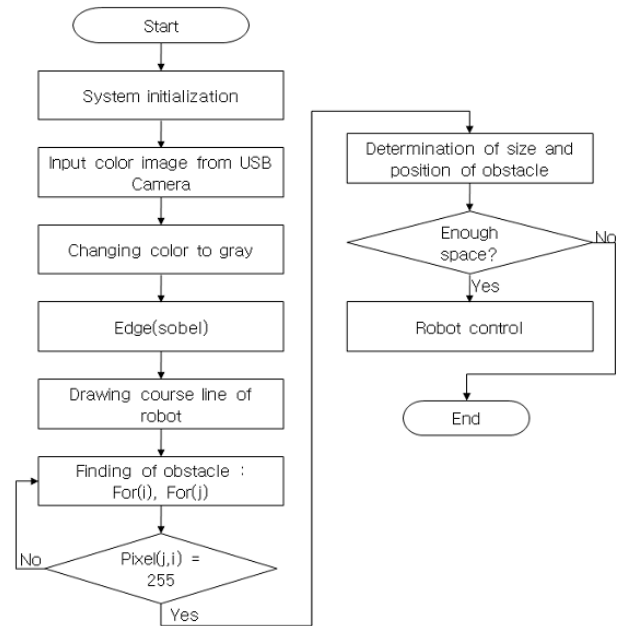 Start
System initialization
Input color image from USB
Camera
Changing color to gray
Edge(sobel)
Drawing course line of
robot
Finding of obstacle :
For(i), For(j)
Pixel(j,i) =
255
No
Yes
Determination of size and
position of obstacle
Enough
space?
No
Yes
Robot control
End